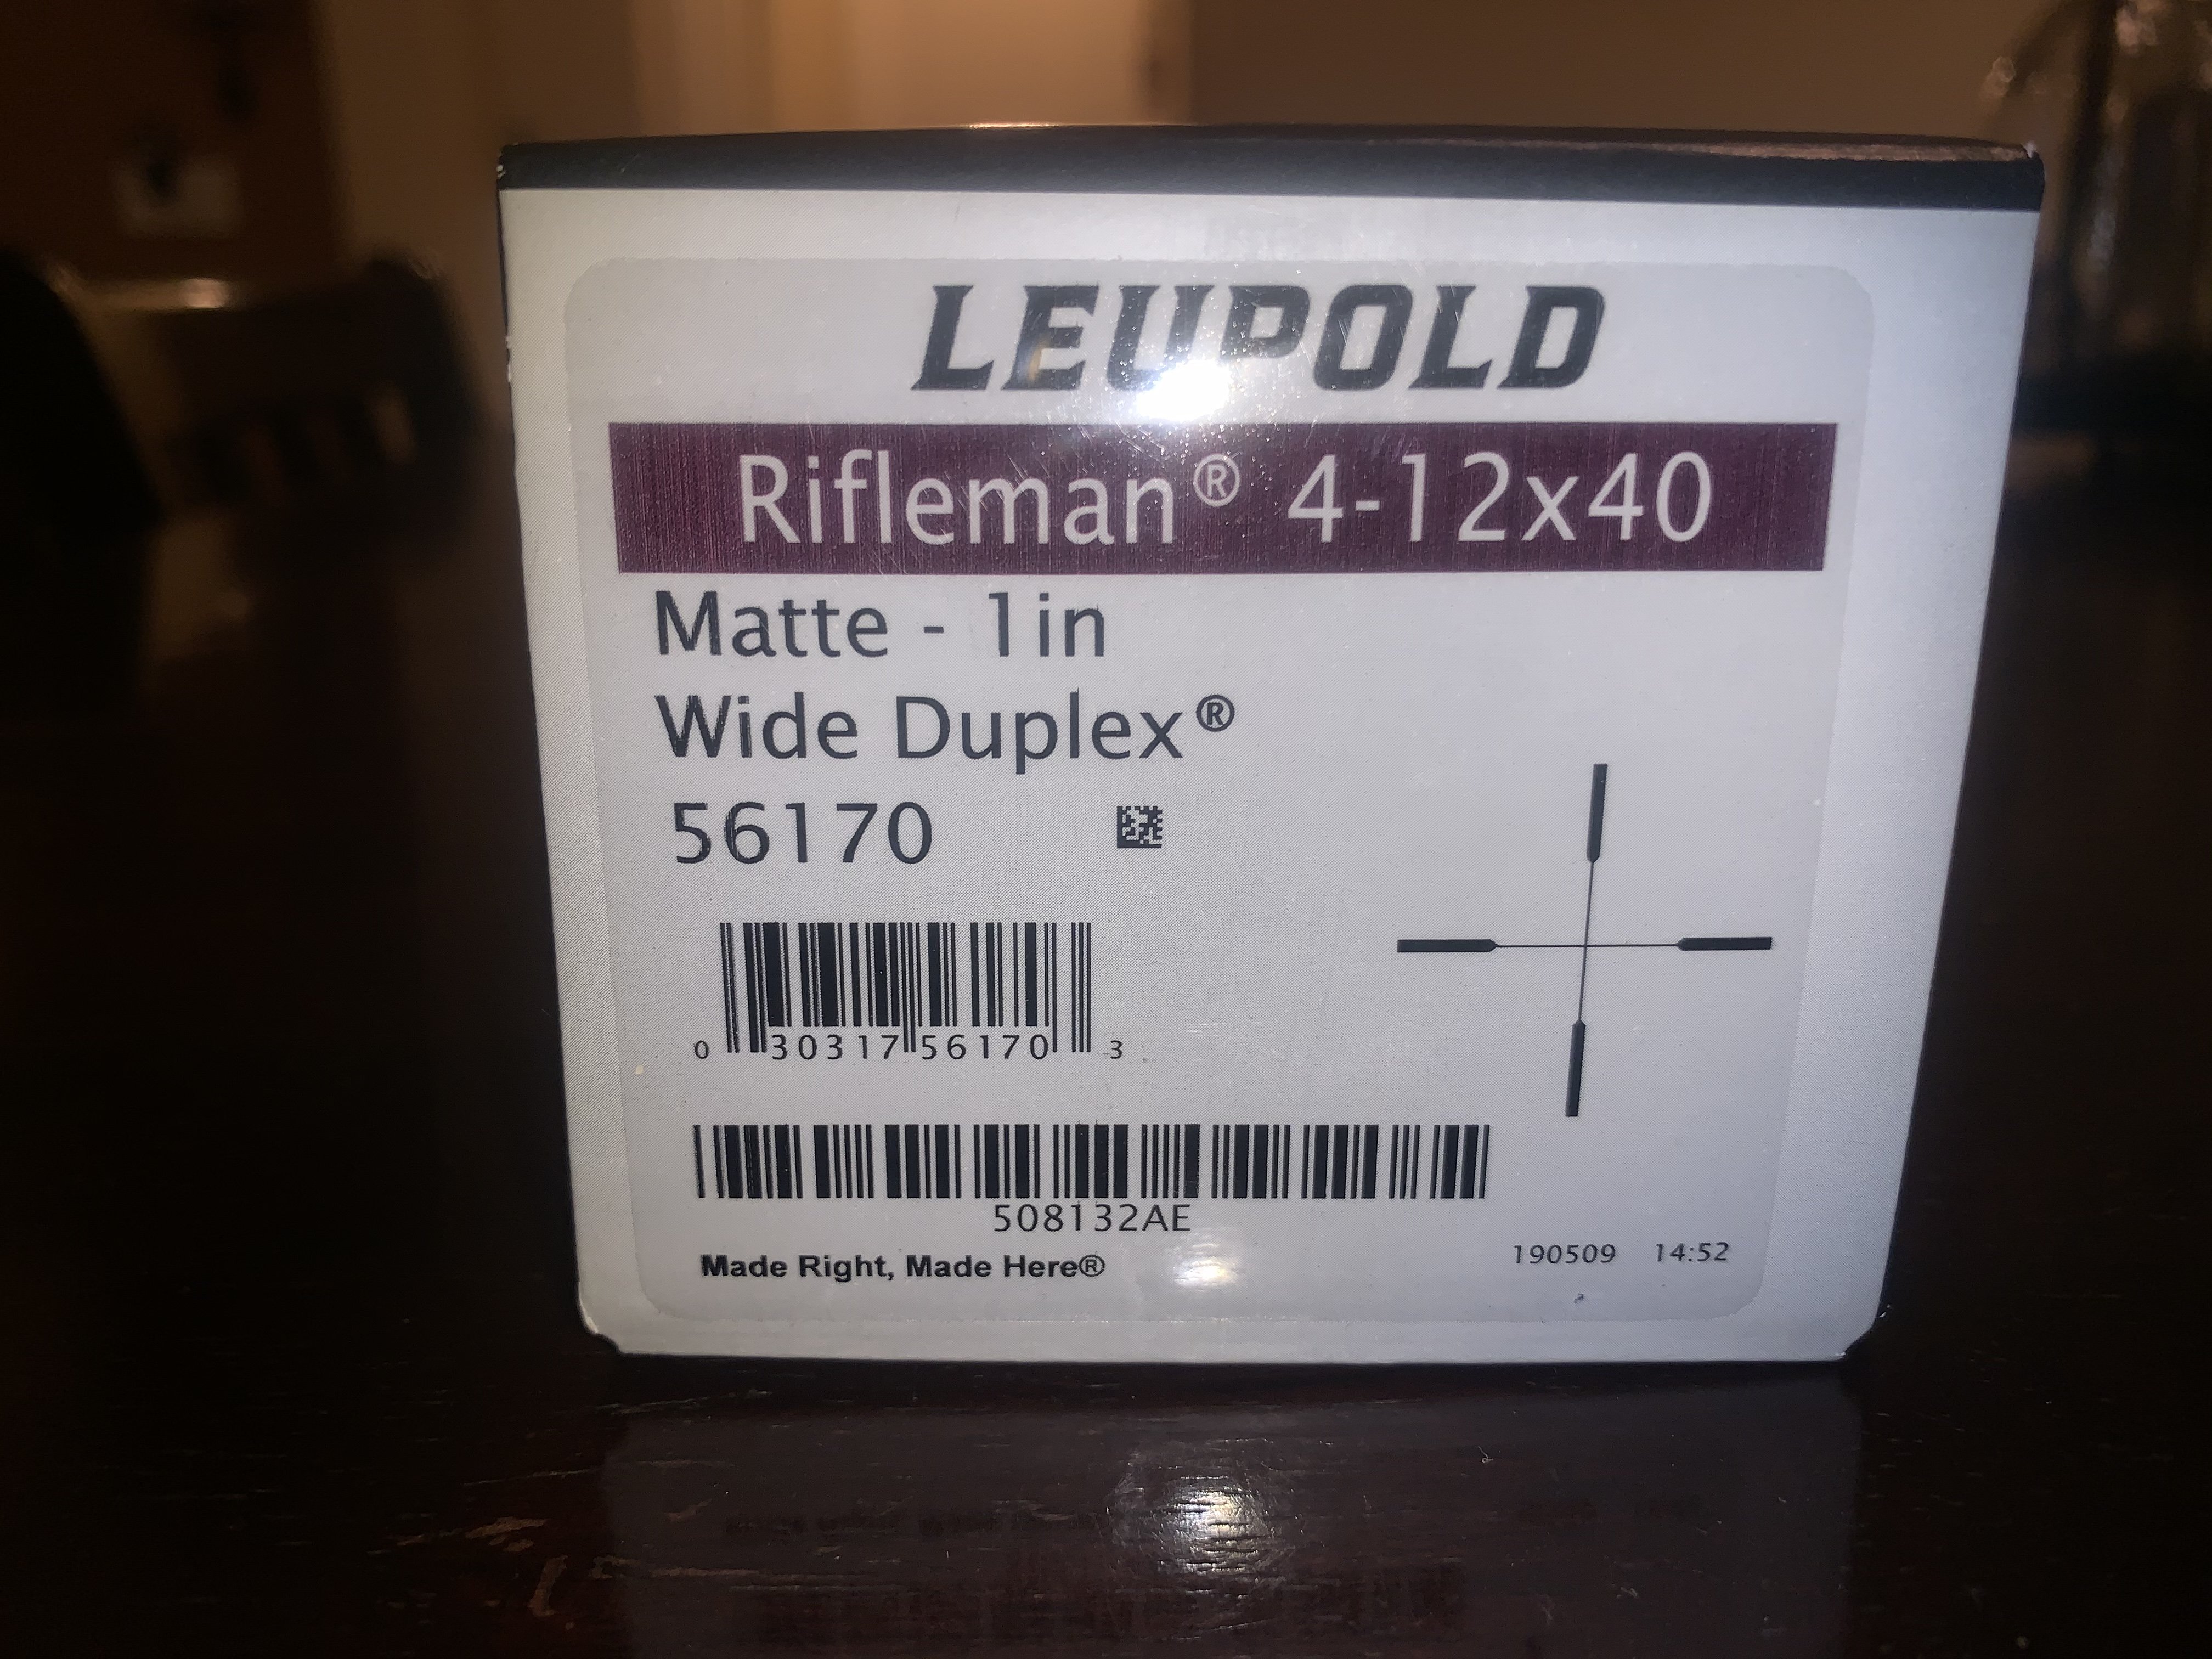 LEUPOLD
Rifleman® 4-12x40
Matte - 1in
Wide Duplex®
56170
0 30317 56170 3
508132AE
Made Right, Made Here®
190509 14:52